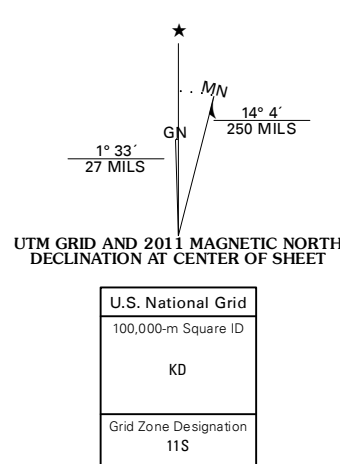 ★
MN
GN
14° 4´
250 MILS
1° 33´
27 MILS
UTM GRID AND 2011 MAGNETIC NORTH
DECLINATION AT CENTER OF SHEET
U.S. National Grid
100,000-m Square ID
KD
Grid Zone Designation
11S